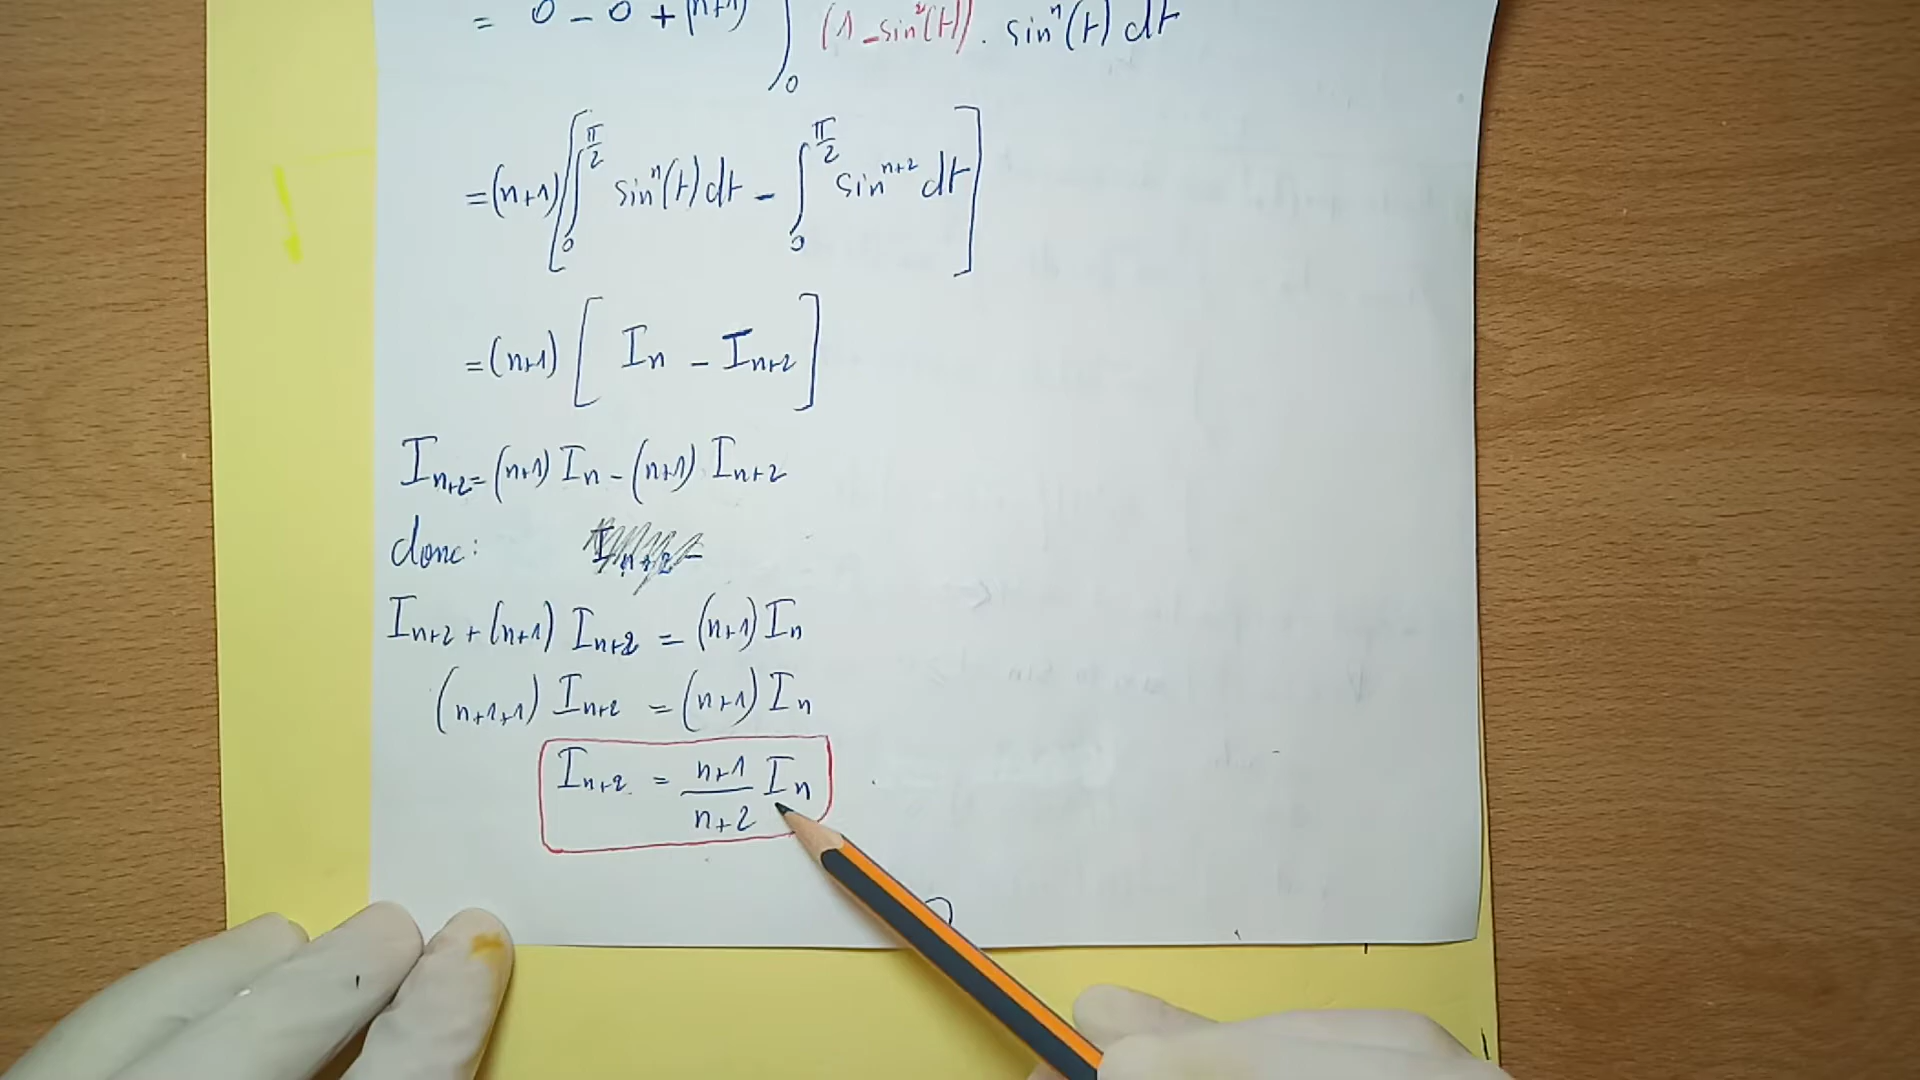 = 0 - 0 + (n+1) ∫₀ (1 - sin²(t)) . sinⁿ(t) dt
= (n+1) [ ∫₀^{π/2} sinⁿ(t) dt - ∫₀^{π/2} sinⁿ⁺² dt ]
= (n+1) [ Iₙ - Iₙ₊₂ ]
Iₙ₊₂ = (n+1) Iₙ - (n+1) Iₙ₊₂
donc:
Iₙ₊₂ + (n+1) Iₙ₊₂ = (n+1) Iₙ
(n+1+1) Iₙ₊₂ = (n+1) Iₙ
Iₙ₊₂ = \frac{n+1}{n+2} Iₙ